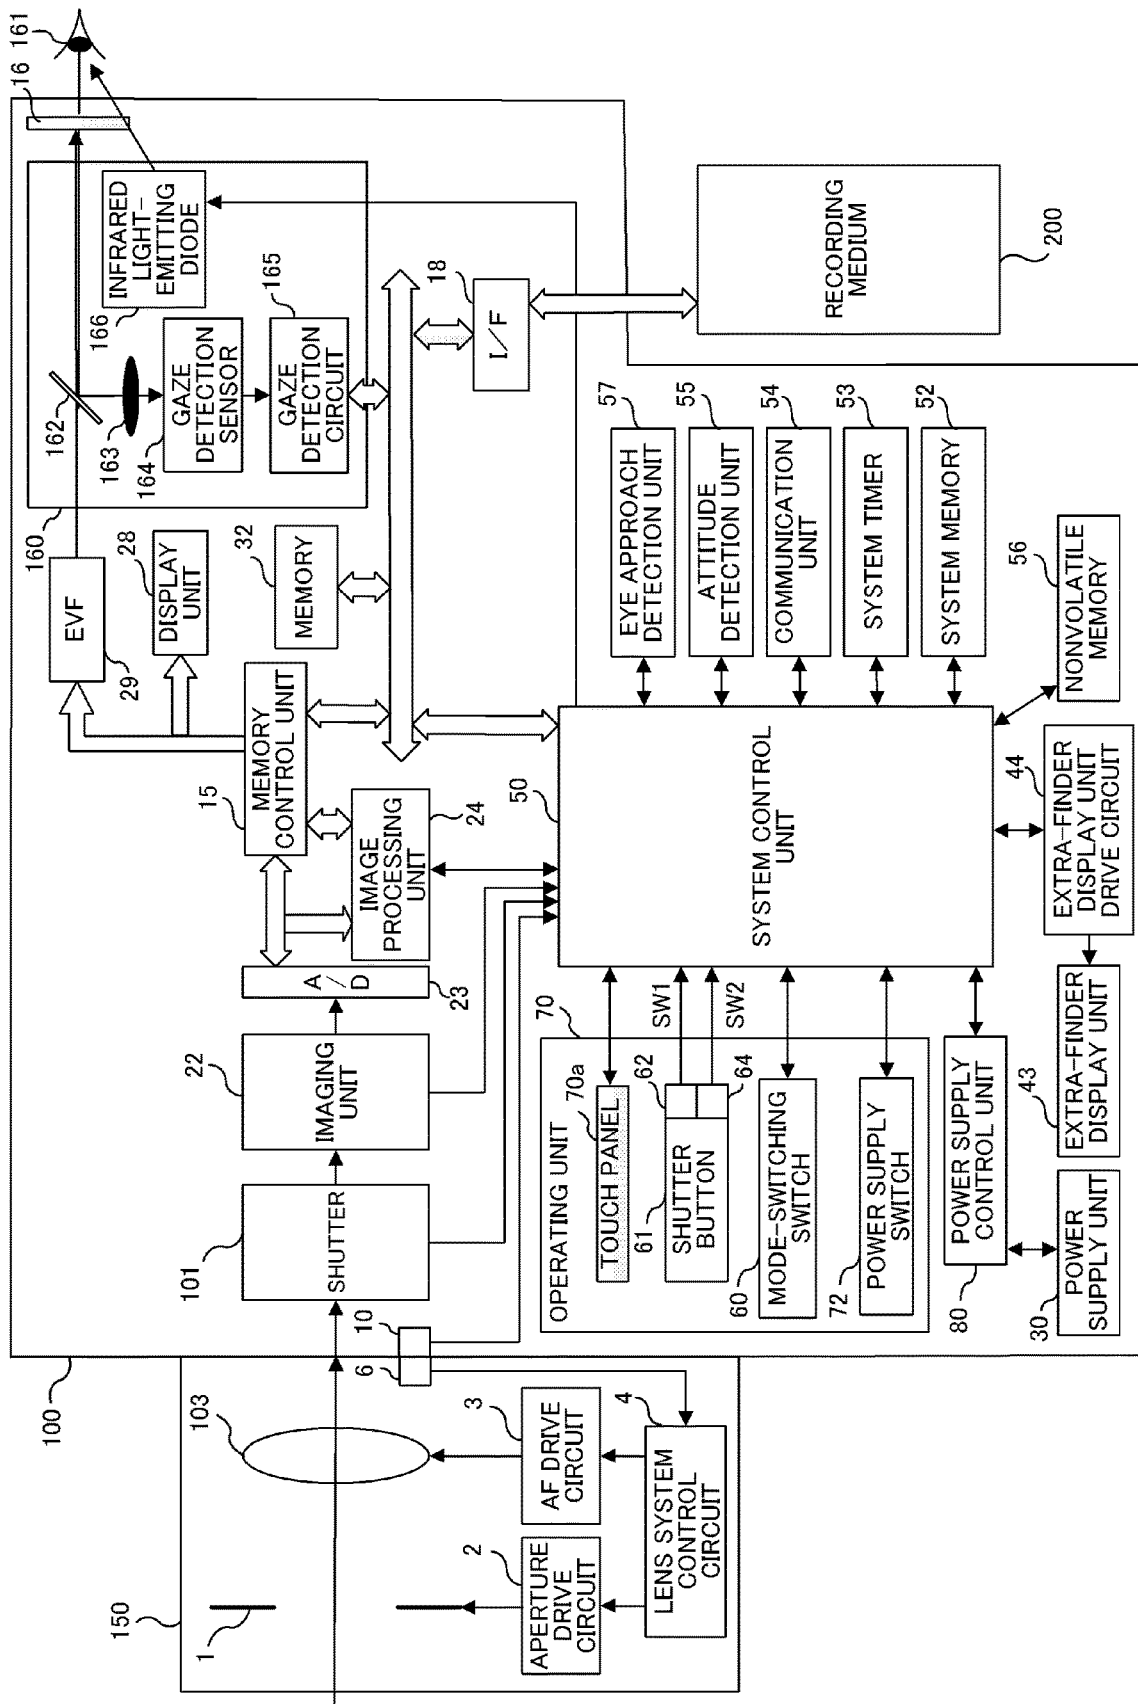 150
1
103
100
2
APERTURE
DRIVE
CIRCUIT
3
AF DRIVE
CIRCUIT
4
LENS SYSTEM
CONTROL
CIRCUIT
6
10
101
SHUTTER
22
IMAGING
UNIT
A/D
23
15
MEMORY
CONTROL UNIT
24
IMAGE
PROCESSING
UNIT
29
EVF
28
DISPLAY
UNIT
32
MEMORY
160
162
163
164
GAZE
DETECTION
SENSOR
165
GAZE
DETECTION
CIRCUIT
166
INFRARED
LIGHT-
EMITTING
DIODE
16
161
18
I/F
RECORDING
MEDIUM
200
50
SYSTEM CONTROL
UNIT
57
EYE APPROACH
DETECTION UNIT
55
ATTITUDE
DETECTION UNIT
54
COMMUNICATION
UNIT
53
SYSTEM TIMER
52
SYSTEM MEMORY
56
NONVOLATILE
MEMORY
44
EXTRA-FINDER
DISPLAY UNIT
DRIVE CIRCUIT
43
EXTRA-FINDER
DISPLAY UNIT
70
OPERATING UNIT
70a
TOUCH PANEL
61
SHUTTER
BUTTON
62
64
SW1
SW2
60
MODE-SWITCHING
SWITCH
72
POWER SUPPLY
SWITCH
80
POWER SUPPLY
CONTROL UNIT
30
POWER
SUPPLY UNIT